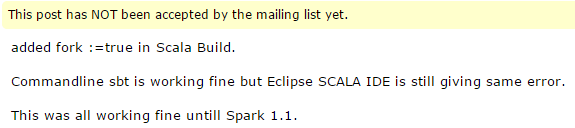 This post has NOT been accepted by the mailing list yet.
added fork :=true in Scala Build.
Commandline sbt is working fine but Eclipse SCALA IDE is still giving same error.
This was all working fine untill Spark 1.1.